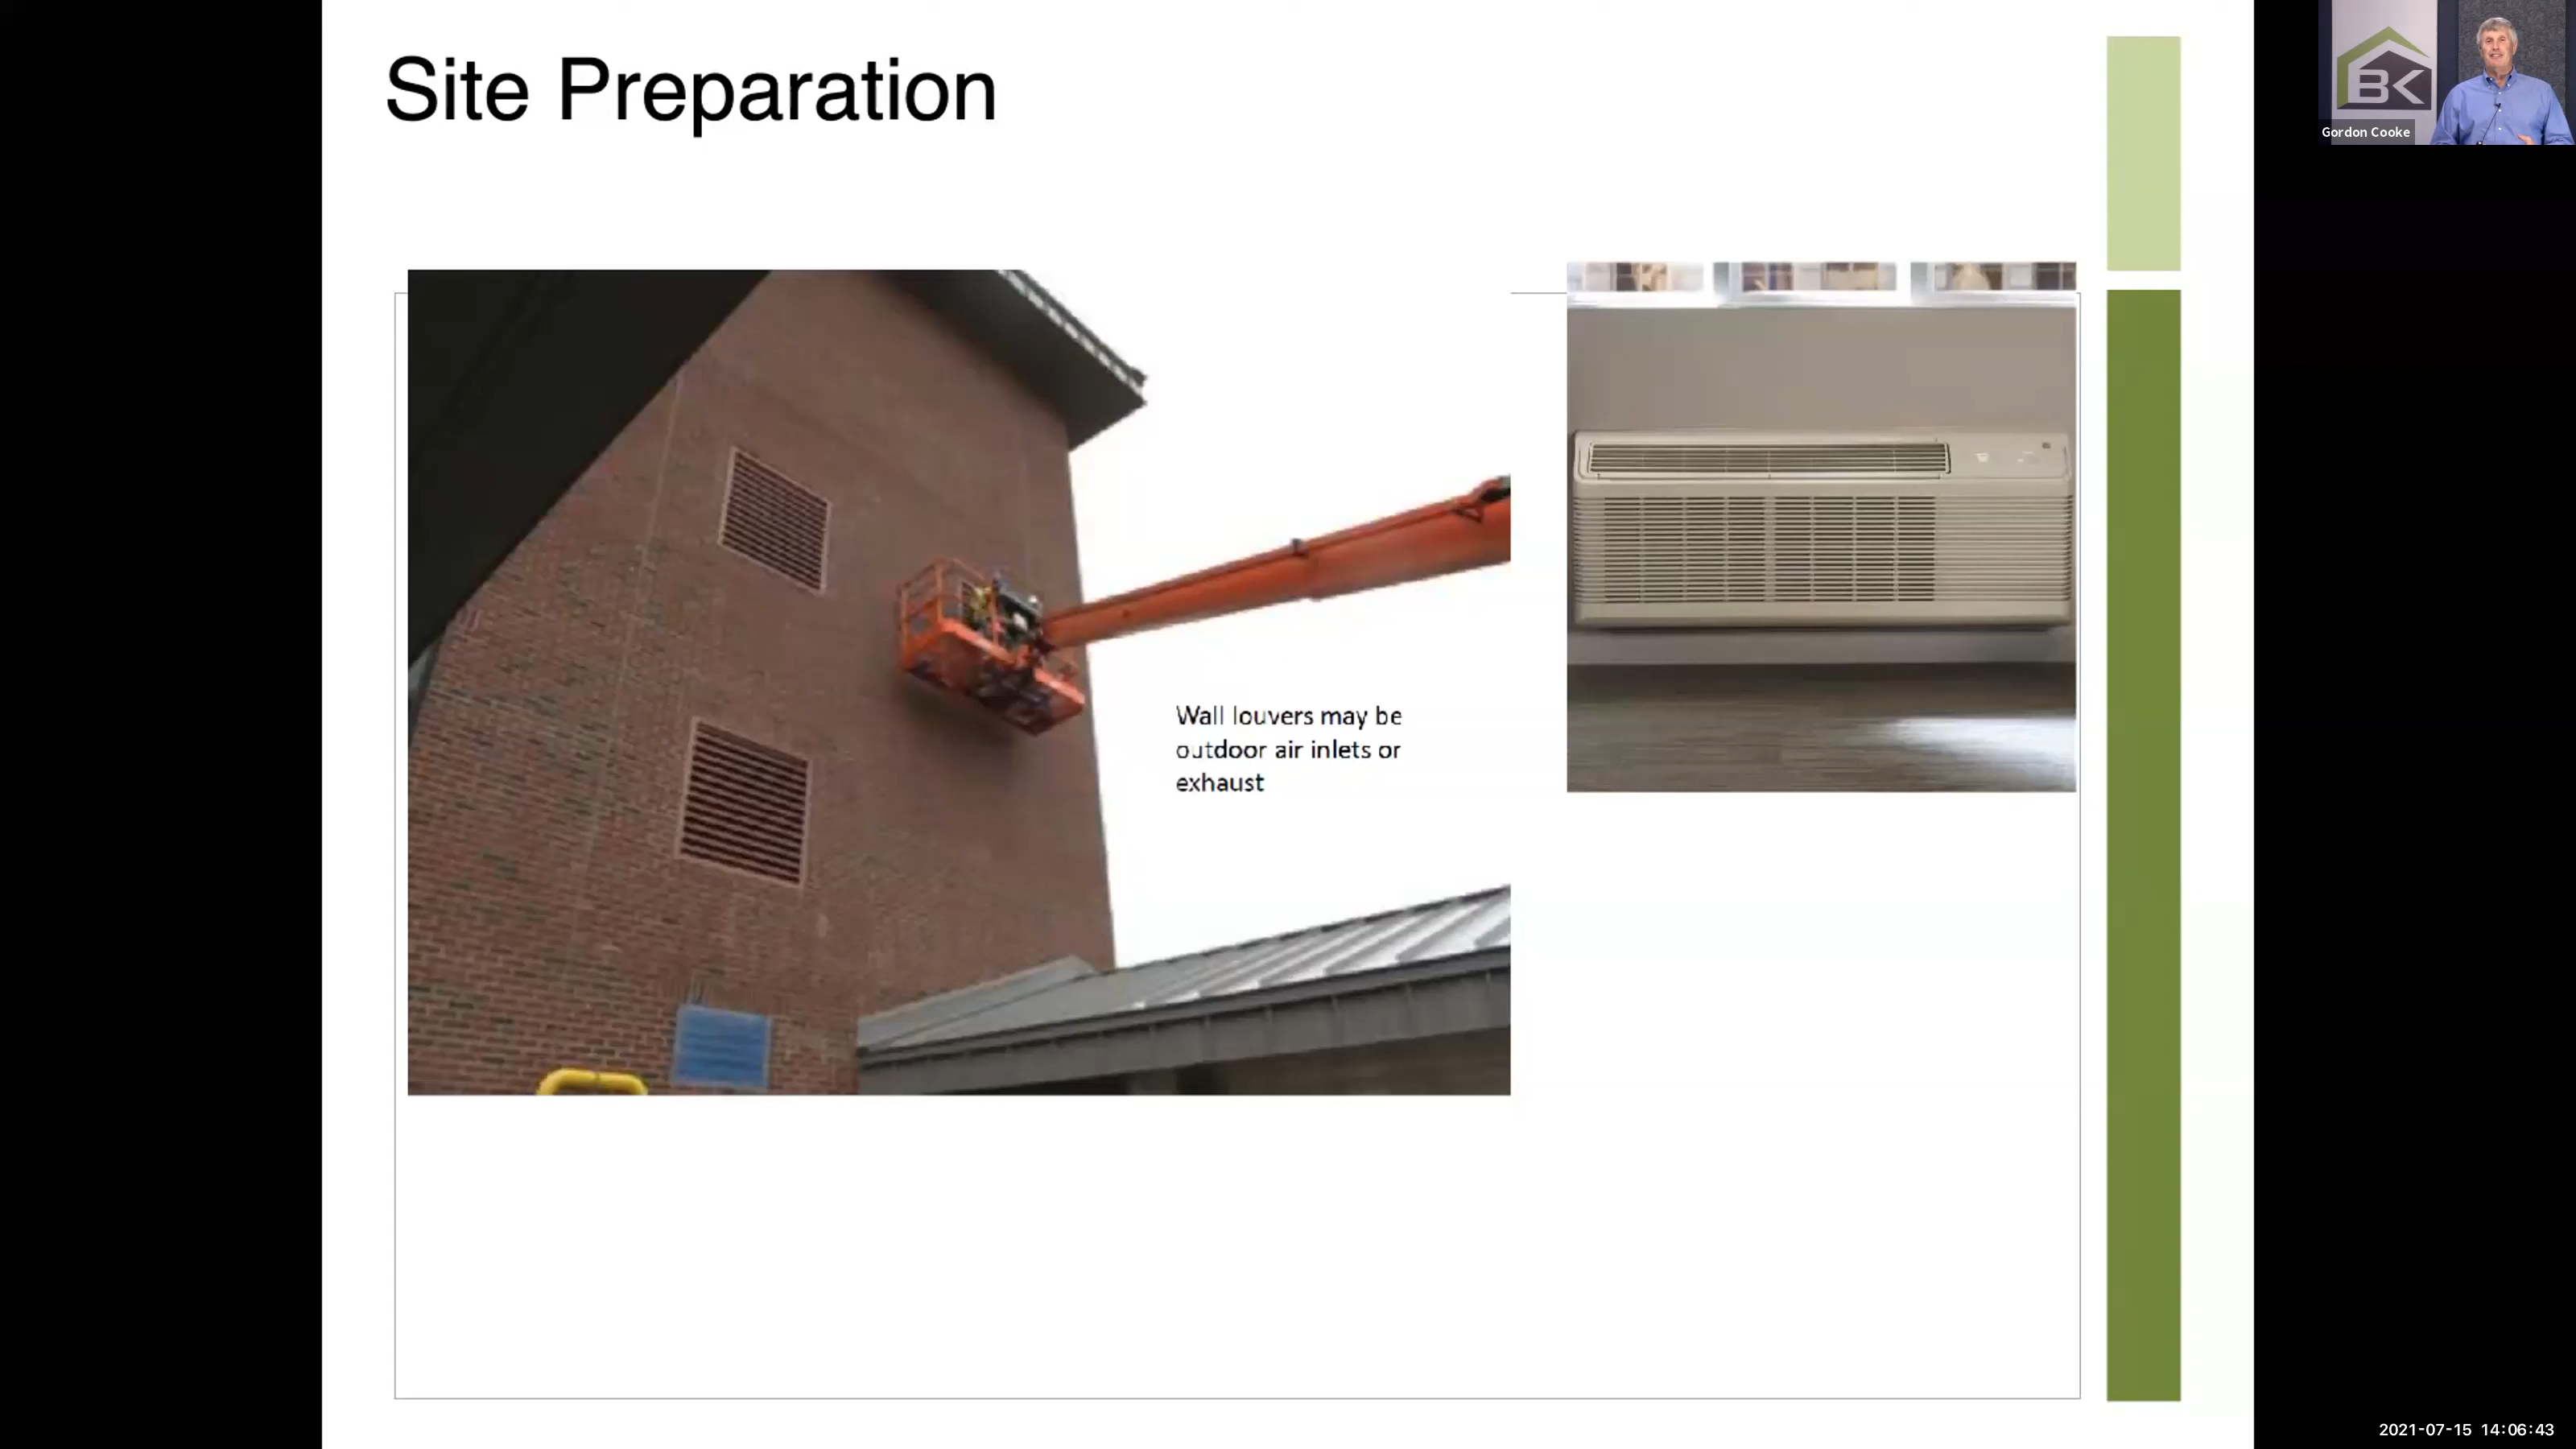 Site Preparation
BK
Gordon Cooke
Wall louvers may be
outdoor air inlets or
exhaust
2021-07-15 14:06:43